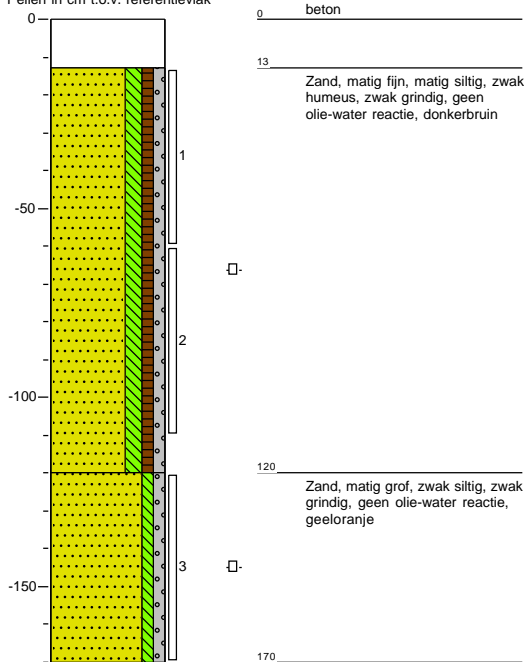 Peilen in cm t.o.v. referentievlak
0
0
beton
13
Zand, matig fijn, matig siltig, zwak
humeus, zwak grindig, geen
olie-water reactie, donkerbruin
1
-50
2
-100
120
Zand, matig grof, zwak siltig, zwak
grindig, geen olie-water reactie,
geeloranje
3
-150
170